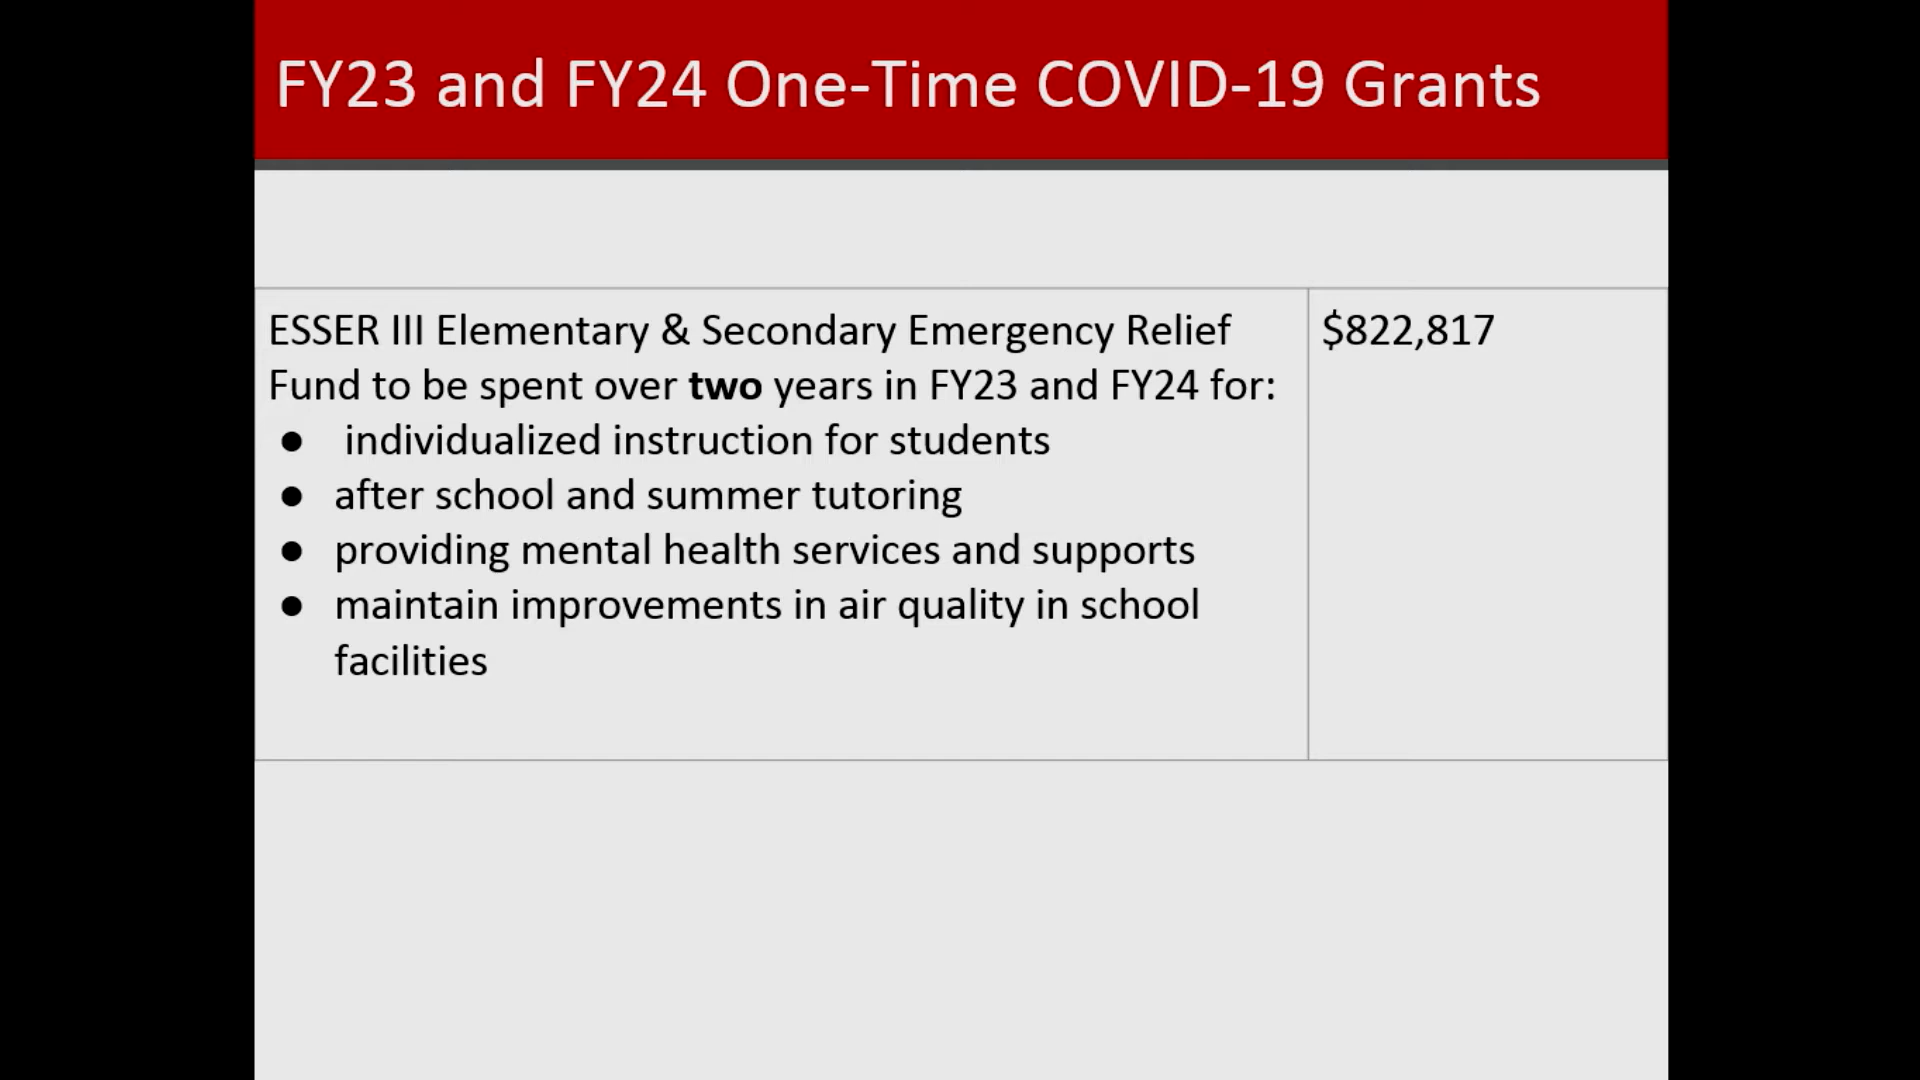 FY23 and FY24 One-Time COVID-19 Grants
ESSER III Elementary & Secondary Emergency Relief
Fund to be spent over two years in FY23 and FY24 for:
● individualized instruction for students
● after school and summer tutoring
● providing mental health services and supports
● maintain improvements in air quality in school
facilities
$822,817